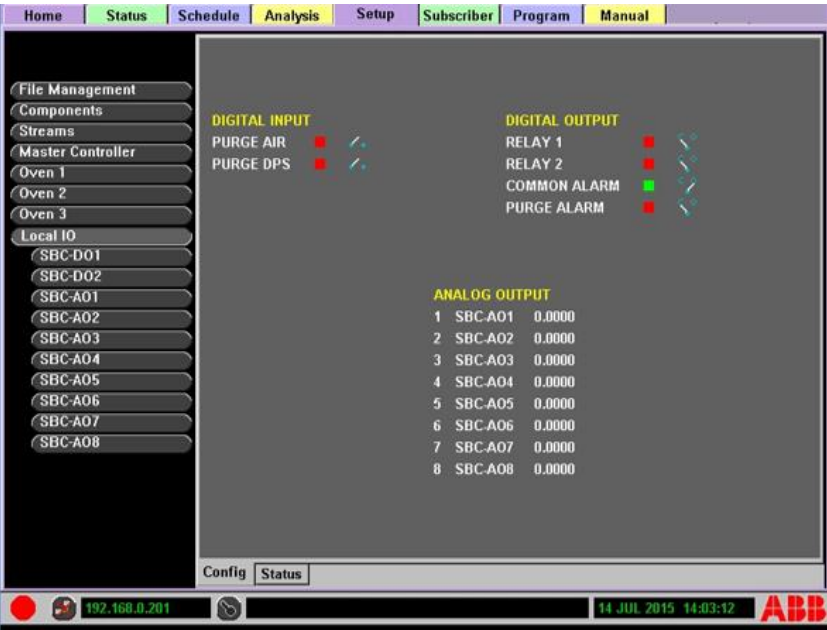 Home Status Schedule Analysis Setup Subscriber Program Manual
File Management
Components
Streams
Master Controller
Oven 1
Oven 2
Oven 3
Local IO
SBC-DO1
SBC-DO2
SBC-AO1
SBC-AO2
SBC-AO3
SBC-AO4
SBC-AO5
SBC-AO6
SBC-AO7
SBC-AO8
DIGITAL INPUT
PURGE AIR
PURGE DPS
DIGITAL OUTPUT
RELAY 1
RELAY 2
COMMON ALARM
PURGE ALARM
ANALOG OUTPUT
1 SBC-AO1 0.0000
2 SBC-AO2 0.0000
3 SBC-AO3 0.0000
4 SBC-AO4 0.0000
5 SBC-AO5 0.0000
6 SBC-AO6 0.0000
7 SBC-AO7 0.0000
8 SBC-AO8 0.0000
Config Status
192.168.0.201 14 JUL 2015 14:03:12 ABB